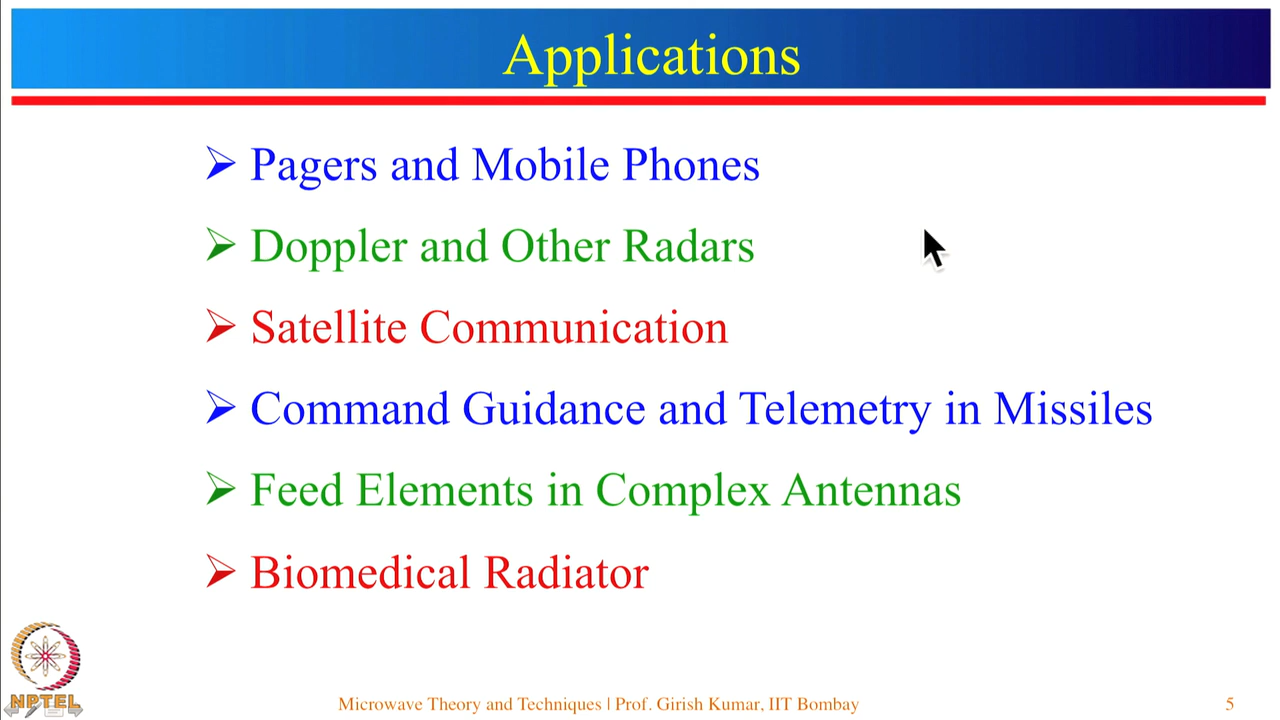 Applications
➢ Pagers and Mobile Phones
➢ Doppler and Other Radars
➢ Satellite Communication
➢ Command Guidance and Telemetry in Missiles
➢ Feed Elements in Complex Antennas
➢ Biomedical Radiator
NPTEL
Microwave Theory and Techniques | Prof. Girish Kumar, IIT Bombay
5